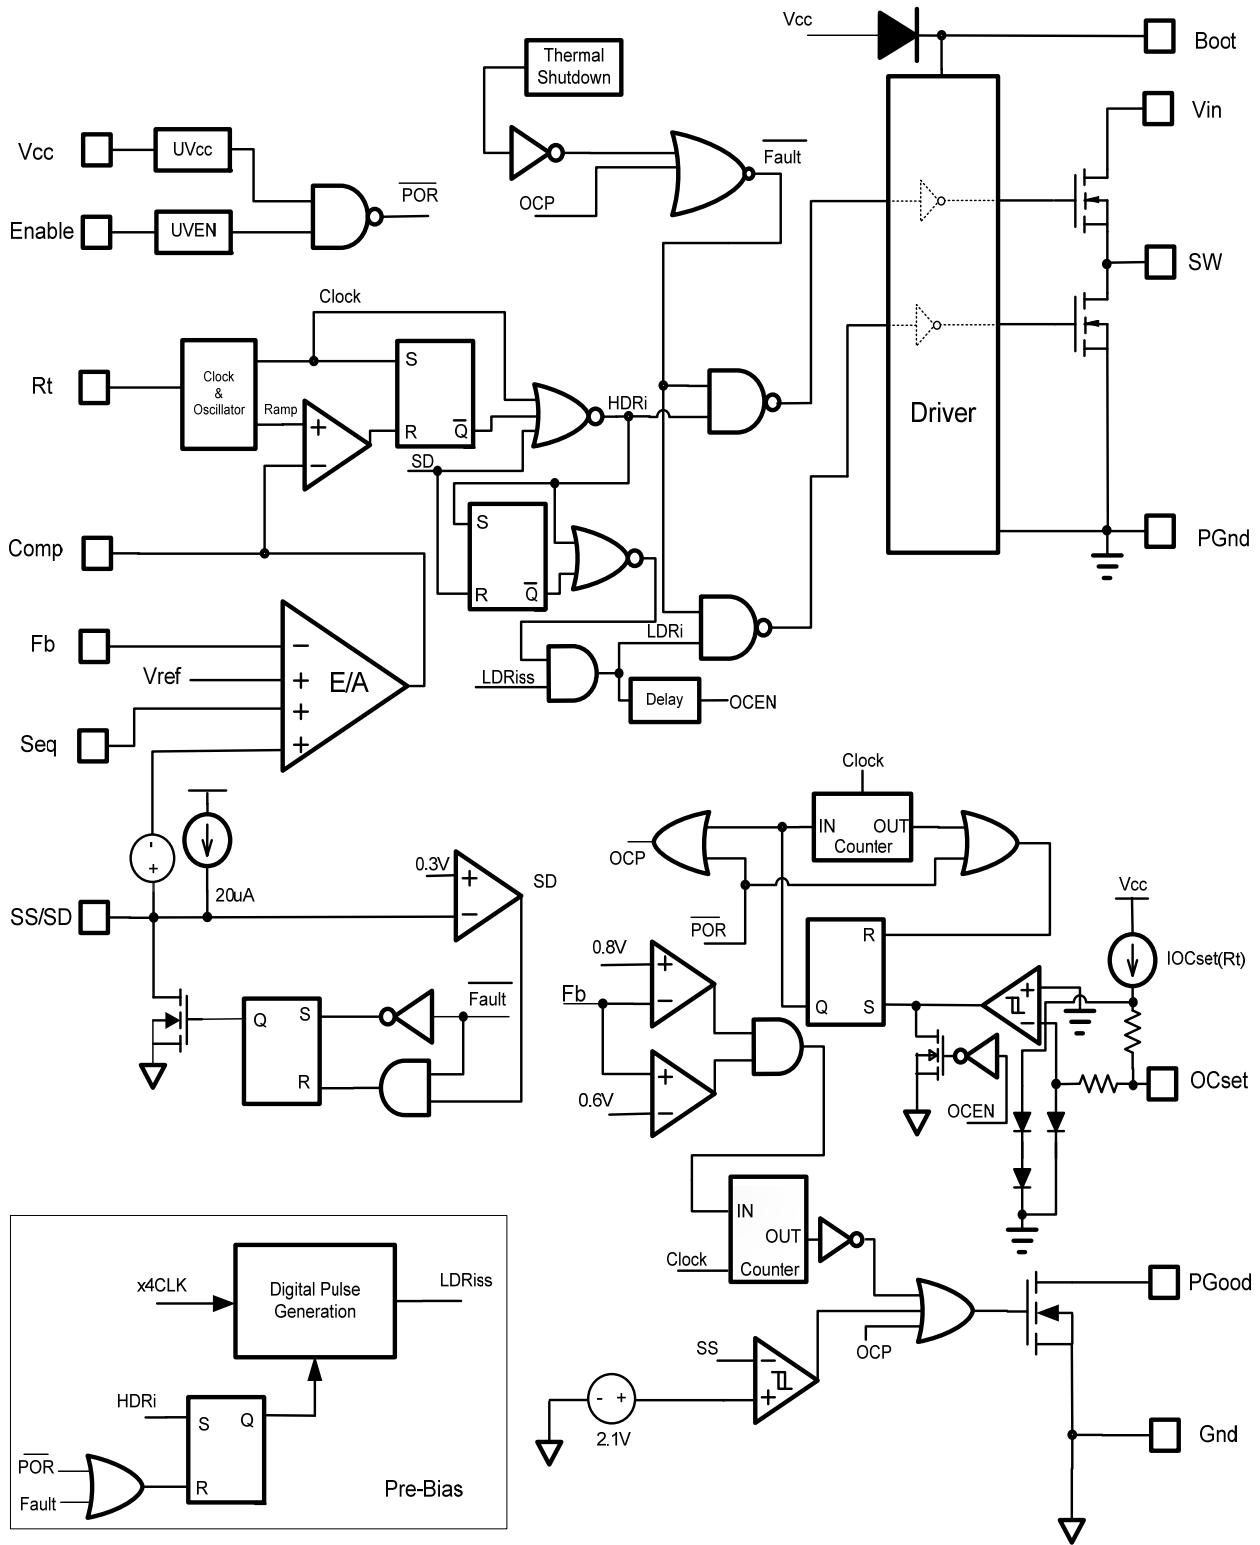 Vcc
Boot
Thermal
Shutdown
Vin
Vcc
UVcc
Fault
POR
OCP
Enable
UVEN
SW
Clock
Rt
Clock
&
Oscillator
Ramp
S
R
Q
HDRi
Driver
SD
S
R
Q
Comp
PGnd
Fb
LDRi
Vref
E/A
LDRiss
Delay
OCEN
Seq
Clock
IN
OUT
Counter
OCP
0.3V
SD
20uA
Vcc
SS/SD
POR
R
0.8V
IOCset(Rt)
Fault
Fb
Q
S
Q
S
R
OCset
0.6V
OCEN
IN
OUT
Counter
Clock
x4CLK
Digital Pulse
Generation
LDRiss
PGood
SS
OCP
HDRi
S
Q
R
2.1V
Gnd
POR
Fault
Pre-Bias